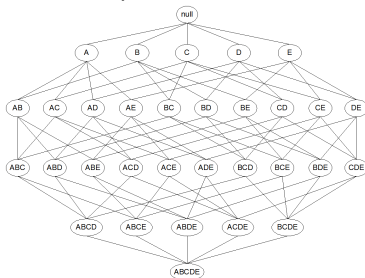 null
A B C D E
AB AC AD AE BC BD BE CD CE DE
ABC ABD ABE ACD ACE ADE BCD BCE BDE CDE
ABCD ABCE ABDE ACDE BCDE
ABCDE